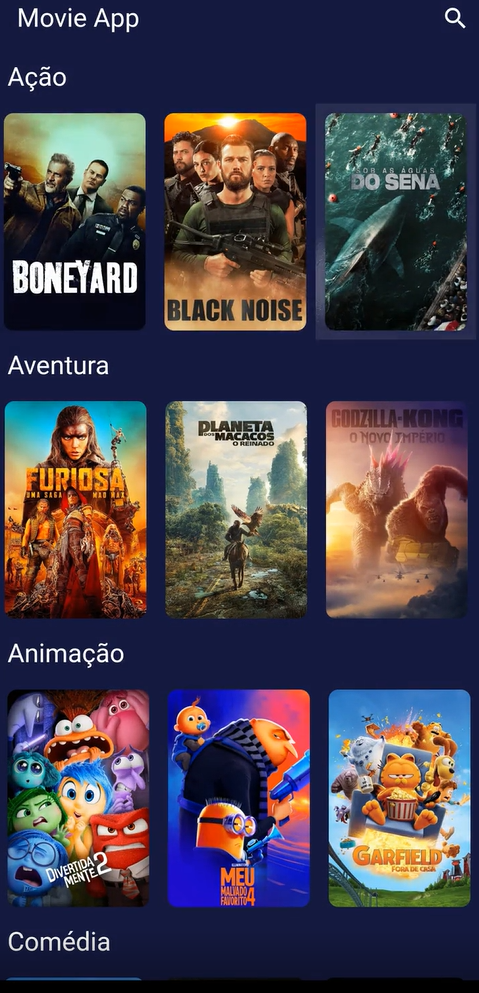 Movie App
Ação
BONEYARD
BLACK NOISE
SOB AS ÁGUAS
DO SENA
Aventura
FURIOSA
UMA SAGA MAD MAX
PLANETA
DOS MACACOS
O REINADO
GODZILLA KONG
O NOVO IMPÉRIO
Animação
DIVERTIDA
MENTE 2
MEU
MALVADO
FAVORITO 4
GARFIELD
FORA DE CASA
Comédia